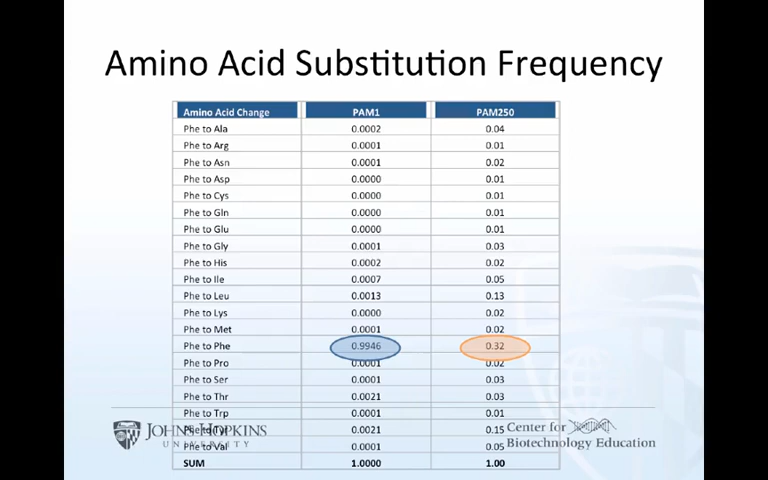 Amino Acid Substitution Frequency
Amino Acid Change PAM1 PAM250
Phe to Ala 0.0002 0.04
Phe to Arg 0.0001 0.01
Phe to Asn 0.0001 0.02
Phe to Asp 0.0000 0.01
Phe to Cys 0.0000 0.01
Phe to Gln 0.0000 0.01
Phe to Glu 0.0000 0.01
Phe to Gly 0.0001 0.03
Phe to His 0.0002 0.02
Phe to Ile 0.0007 0.05
Phe to Leu 0.0013 0.13
Phe to Lys 0.0000 0.02
Phe to Met 0.0001 0.02
Phe to Phe 0.9946 0.32
Phe to Pro 0.0001 0.02
Phe to Ser 0.0001 0.03
Phe to Thr 0.0021 0.03
Phe to Trp 0.0001 0.01
Phe to Tyr 0.0021 0.15
Phe to Val 0.0001 0.05
SUM 1.0000 1.00
JOHNS HOPKINS
UNIVERSITY
Center for
Biotechnology Education